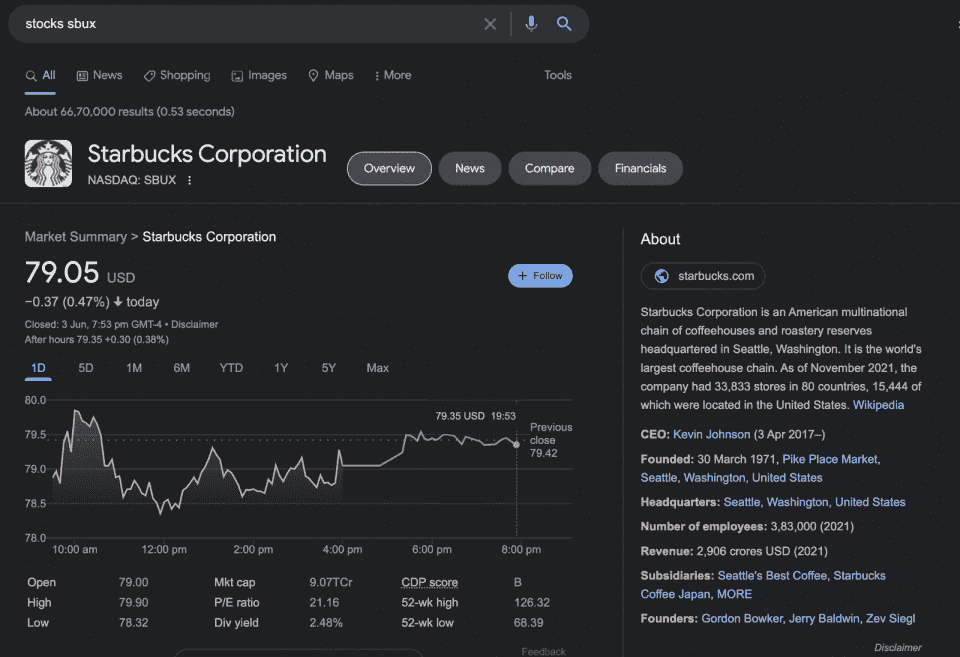 stocks sbux
All News Shopping Images Maps More Tools
About 66,70,000 results (0.53 seconds)
Starbucks Corporation
NASDAQ: SBUX
Overview News Compare Financials
Market Summary > Starbucks Corporation
79.05 USD
+ Follow
−0.37 (0.47%) ↓ today
Closed: 3 Jun, 7:53 pm GMT-4 • Disclaimer
After hours 79.35 +0.30 (0.38%)
1D 5D 1M 6M YTD 1Y 5Y Max
80.0
79.5
79.0
78.5
78.0
79.35 USD 19:53
Previous
close
79.42
10:00 am 12:00 pm 2:00 pm 4:00 pm 6:00 pm 8:00 pm
Open 79.00 Mkt cap 9.07TCr CDP score B
High 79.90 P/E ratio 21.16 52-wk high 126.32
Low 78.32 Div yield 2.48% 52-wk low 68.39
Feedback
About
starbucks.com
Starbucks Corporation is an American multinational
chain of coffeehouses and roastery reserves
headquartered in Seattle, Washington. It is the world's
largest coffeehouse chain. As of November 2021, the
company had 33,833 stores in 80 countries, 15,444 of
which were located in the United States. Wikipedia
CEO: Kevin Johnson (3 Apr 2017–)
Founded: 30 March 1971, Pike Place Market,
Seattle, Washington, United States
Headquarters: Seattle, Washington, United States
Number of employees: 3,83,000 (2021)
Revenue: 2,906 crores USD (2021)
Subsidiaries: Seattle's Best Coffee, Starbucks
Coffee Japan, MORE
Founders: Gordon Bowker, Jerry Baldwin, Zev Siegl
Disclaimer